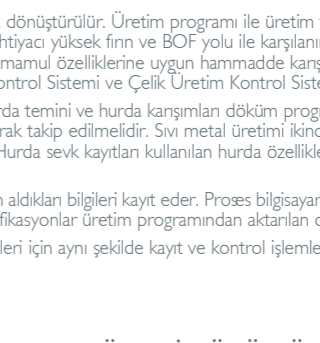 dönüştürülür. Üretim programı ile üretim
htiyacı yüksek fırın ve BOF yolu ile karşılanı
mamul özelliklerine uygun hammadde karış
ontrol Sistemi ve Çelik Üretim Kontrol Siste
rda temini ve hurda karışımları döküm progr
rak takip edilmelidir. Sıvı metal üretimi ikinc
Hurda sevk kayıtları kullanılan hurda özellikle
n aldıkları bilgileri kayıt eder. Proses bilgisayar
ifikasyonlar üretim programından aktarılan o
leri için aynı şekilde kayıt ve kontrol işlemle